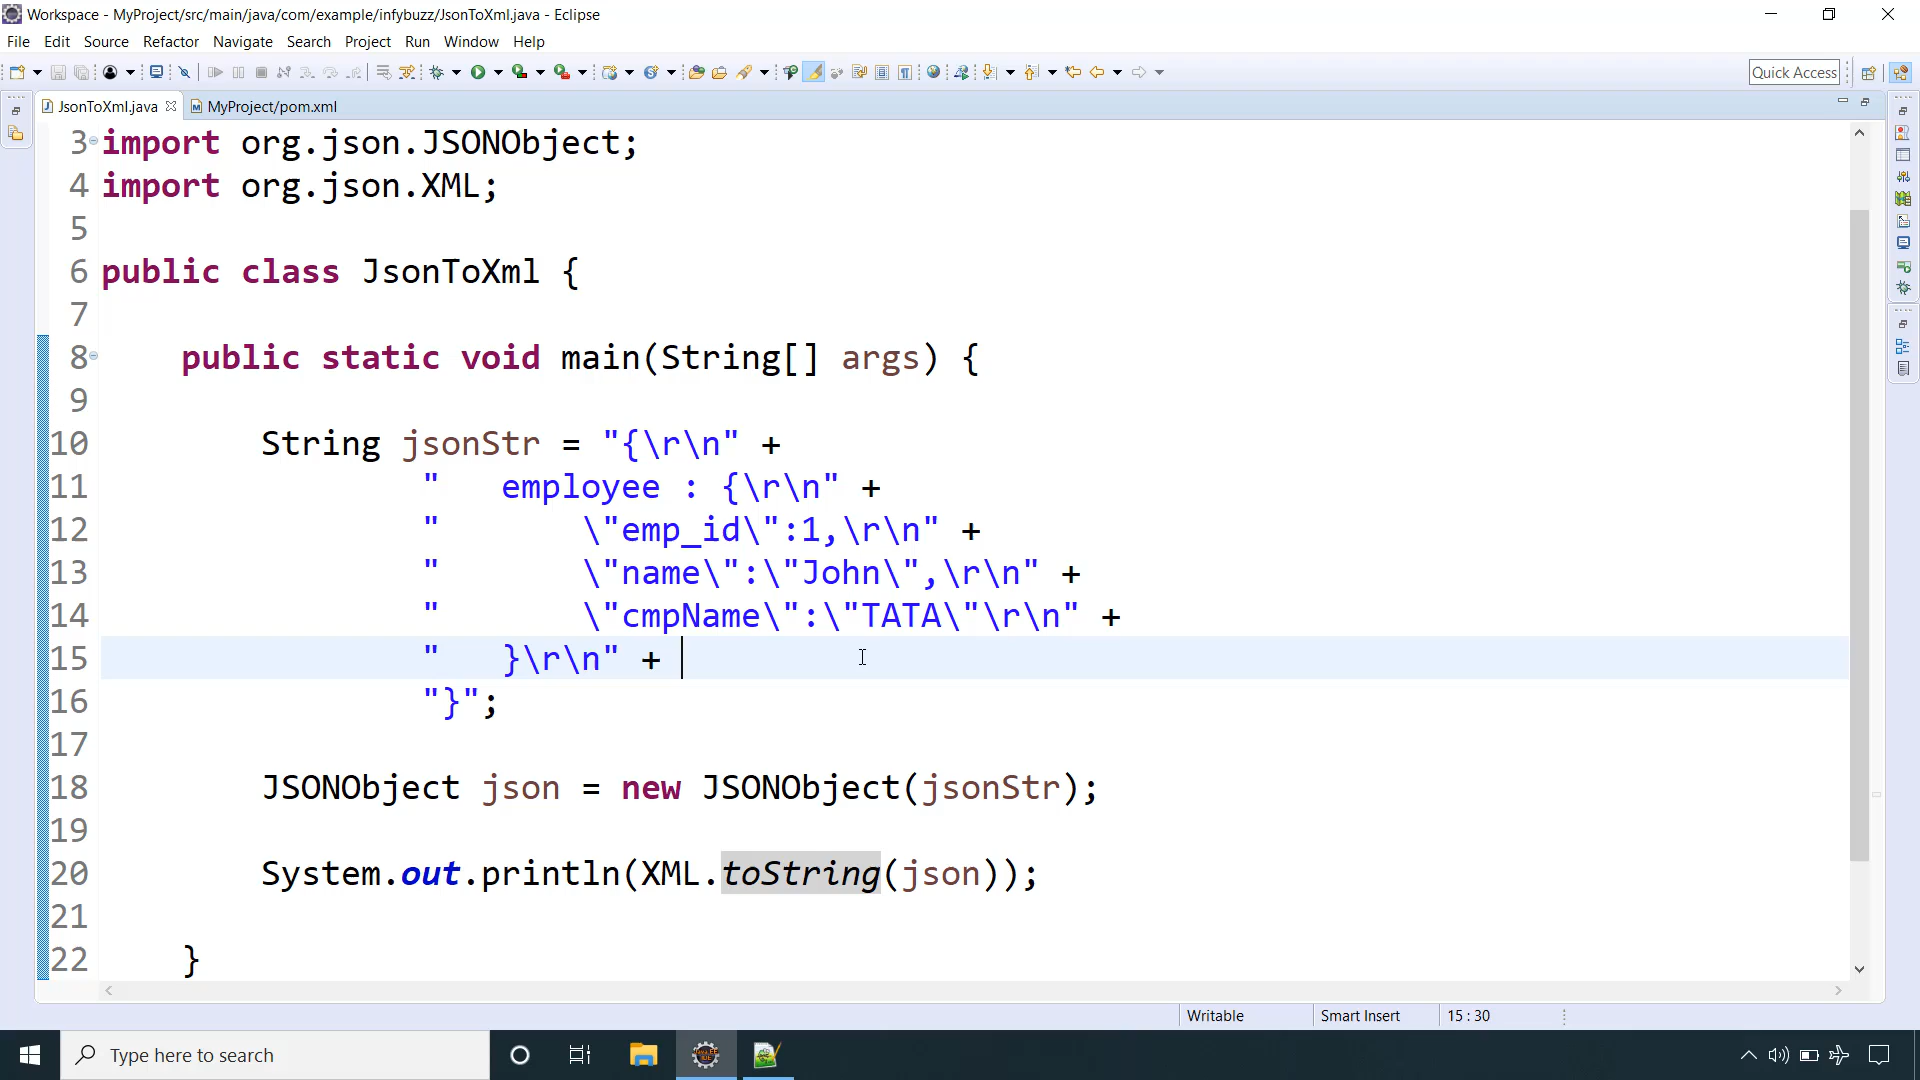 Workspace - MyProject/src/main/java/com/example/infybuzz/JsonToXml.java - Eclipse
File Edit Source Refactor Navigate Search Project Run Window Help
Quick Access
JsonToXml.java MyProject/pom.xml
3 import org.json.JSONObject;
4 import org.json.XML;
5
6 public class JsonToXml {
7
8 public static void main(String[] args) {
9
10 String jsonStr = "{\r\n" +
11 "   employee : {\r\n" +
12 "       \"emp_id\":1,\r\n" +
13 "       \"name\":\"John\",\r\n" +
14 "       \"cmpName\":\"TATA\"\r\n" +
15 "   }\r\n" +
16 "}";
17
18 JSONObject json = new JSONObject(jsonStr);
19
20 System.out.println(XML.toString(json));
21
22 }
Writable Smart Insert 15 : 30
Type here to search